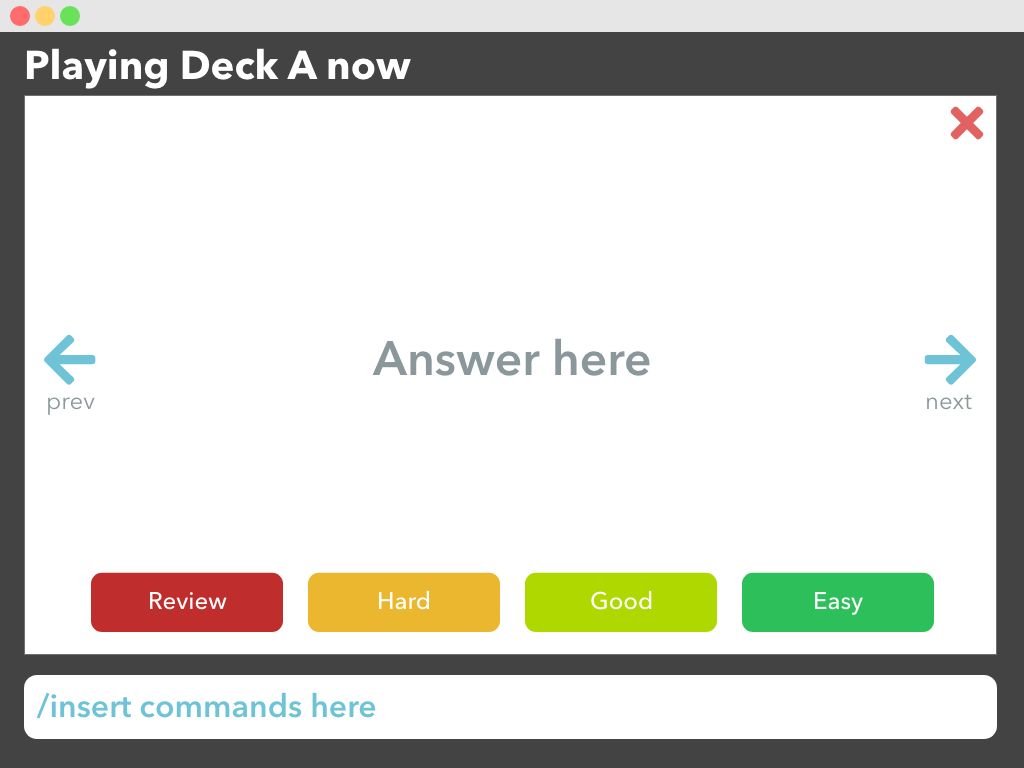 Playing Deck A now
Answer here
prev
next
Review
Hard
Good
Easy
/insert commands here